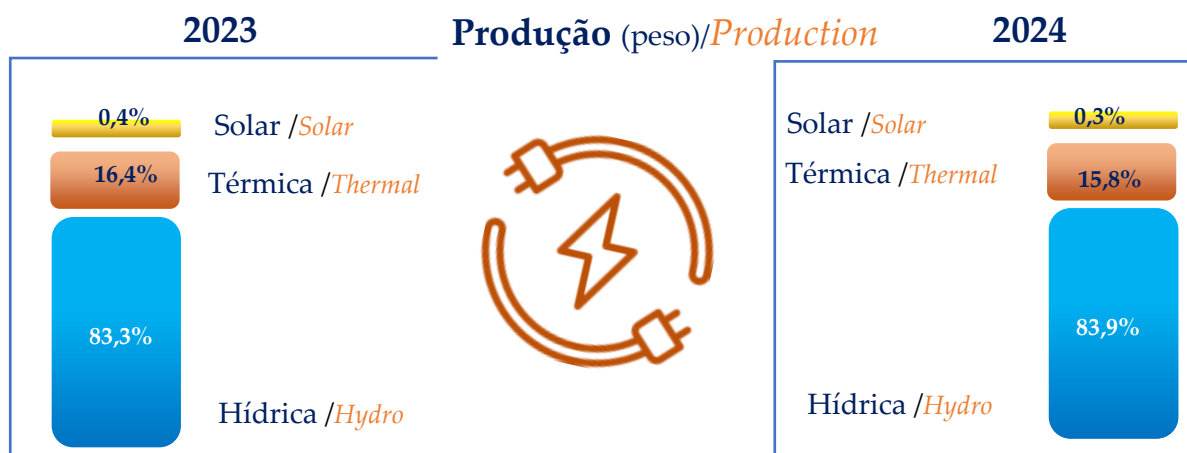 2023
Produção (peso)/Production
2024
0,4%
Solar /Solar
16,4%
Térmica /Thermal
83,3%
Hídrica /Hydro
Solar /Solar
0,3%
Térmica /Thermal
15,8%
83,9%
Hídrica /Hydro